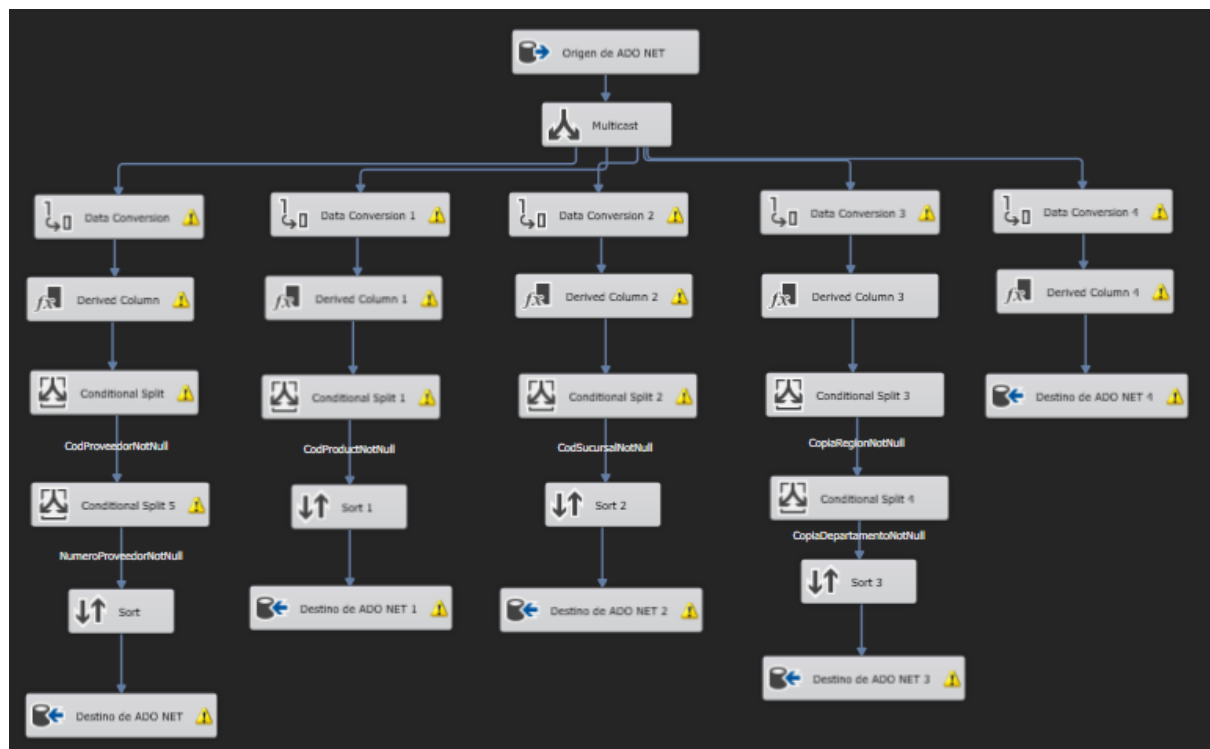 Origen de ADO NET
Multicast
Data Conversion
Data Conversion 1
Data Conversion 2
Data Conversion 3
Data Conversion 4
Derived Column
Derived Column 1
Derived Column 2
Derived Column 3
Derived Column 4
Conditional Split
Conditional Split 1
Conditional Split 2
Conditional Split 3
Destino de ADO NET 4
CodProveedorNotNull
CodProductNotNull
CodSucursalNotNull
CopiaRegionNotNull
Conditional Split 5
Sort 1
Sort 2
Conditional Split 4
NumeroProveedorNotNull
CopiaDepartamentoNotNull
Sort
Destino de ADO NET 1
Destino de ADO NET 2
Sort 3
Destino de ADO NET
Destino de ADO NET 3